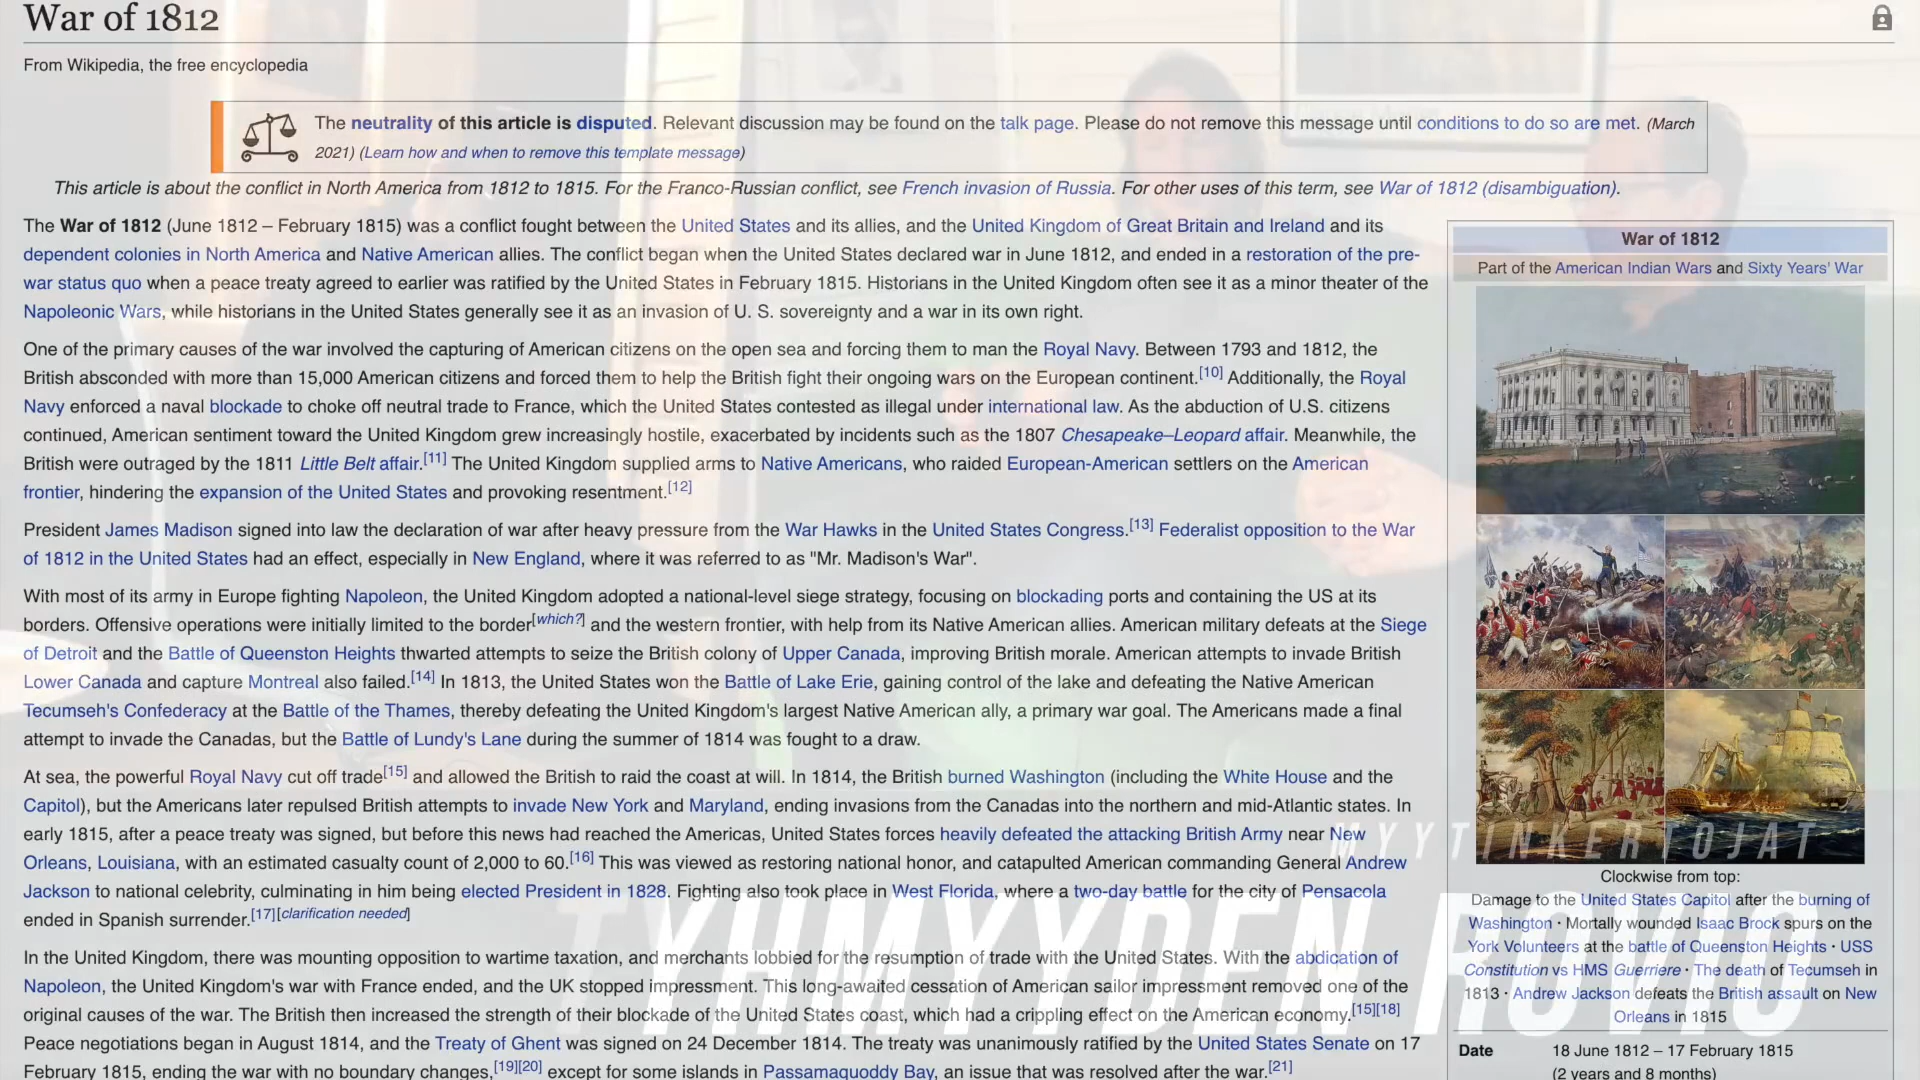 War of 1812
From Wikipedia, the free encyclopedia
The neutrality of this article is disputed. Relevant discussion may be found on the talk page. Please do not remove this message until conditions to do so are met. (March
2021) (Learn how and when to remove this template message)
This article is about the conflict in North America from 1812 to 1815. For the Franco-Russian conflict, see French invasion of Russia. For other uses of this term, see War of 1812 (disambiguation).
The War of 1812 (June 1812 – February 1815) was a conflict fought between the United States and its allies, and the United Kingdom of Great Britain and Ireland and its
dependent colonies in North America and Native American allies. The conflict began when the United States declared war in June 1812, and ended in a restoration of the pre-
war status quo when a peace treaty agreed to earlier was ratified by the United States in February 1815. Historians in the United Kingdom often see it as a minor theater of the
Napoleonic Wars, while historians in the United States generally see it as an invasion of U. S. sovereignty and a war in its own right.
One of the primary causes of the war involved the capturing of American citizens on the open sea and forcing them to man the Royal Navy. Between 1793 and 1812, the
British absconded with more than 15,000 American citizens and forced them to help the British fight their ongoing wars on the European continent.[10] Additionally, the Royal
Navy enforced a naval blockade to choke off neutral trade to France, which the United States contested as illegal under international law. As the abduction of U.S. citizens
continued, American sentiment toward the United Kingdom grew increasingly hostile, exacerbated by incidents such as the 1807 Chesapeake–Leopard affair. Meanwhile, the
British were outraged by the 1811 Little Belt affair.[11] The United Kingdom supplied arms to Native Americans, who raided European-American settlers on the American
frontier, hindering the expansion of the United States and provoking resentment.[12]
President James Madison signed into law the declaration of war after heavy pressure from the War Hawks in the United States Congress.[13] Federalist opposition to the War
of 1812 in the United States had an effect, especially in New England, where it was referred to as "Mr. Madison's War".
With most of its army in Europe fighting Napoleon, the United Kingdom adopted a national-level siege strategy, focusing on blockading ports and containing the US at its
borders. Offensive operations were initially limited to the border[which?] and the western frontier, with help from its Native American allies. American military defeats at the Siege
of Detroit and the Battle of Queenston Heights thwarted attempts to seize the British colony of Upper Canada, improving British morale. American attempts to invade British
Lower Canada and capture Montreal also failed.[14] In 1813, the United States won the Battle of Lake Erie, gaining control of the lake and defeating the Native American
Tecumseh's Confederacy at the Battle of the Thames, thereby defeating the United Kingdom's largest Native American ally, a primary war goal. The Americans made a final
attempt to invade the Canadas, but the Battle of Lundy's Lane during the summer of 1814 was fought to a draw.
At sea, the powerful Royal Navy cut off trade[15] and allowed the British to raid the coast at will. In 1814, the British burned Washington (including the White House and the
Capitol), but the Americans later repulsed British attempts to invade New York and Maryland, ending invasions from the Canadas into the northern and mid-Atlantic states. In
early 1815, after a peace treaty was signed, but before this news had reached the Americas, United States forces heavily defeated the attacking British Army near New
Orleans, Louisiana, with an estimated casualty count of 2,000 to 60.[16] This was viewed as restoring national honor, and catapulted American commanding General Andrew
Jackson to national celebrity, culminating in him being elected President in 1828. Fighting also took place in West Florida, where a two-day battle for the city of Pensacola
ended in Spanish surrender.[17][clarification needed]
In the United Kingdom, there was mounting opposition to wartime taxation, and merchants lobbied for the resumption of trade with the United States. With the abdication of
Napoleon, the United Kingdom's war with France ended, and the UK stopped impressment. This long-awaited cessation of American sailor impressment removed one of the
original causes of the war. The British then increased the strength of their blockade of the United States coast, which had a crippling effect on the American economy.[15][18]
Peace negotiations began in August 1814, and the Treaty of Ghent was signed on 24 December 1814. The treaty was unanimously ratified by the United States Senate on 17
February 1815, ending the war with no boundary changes,[19][20] except for some islands in Passamaquoddy Bay, an issue that was resolved after the war.[21]
War of 1812
Part of the American Indian Wars and Sixty Years' War
Clockwise from top:
Damage to the United States Capitol after the burning of
Washington · Mortally wounded Isaac Brock spurs on the
York Volunteers at the battle of Queenston Heights · USS
Constitution vs HMS Guerriere · The death of Tecumseh in
1813 · Andrew Jackson defeats the British assault on New
Orleans in 1815
Date 18 June 1812 – 17 February 1815
(2 years and 8 months)
MYYTINKERTOJAT
TYHMYYDEN ROVIO